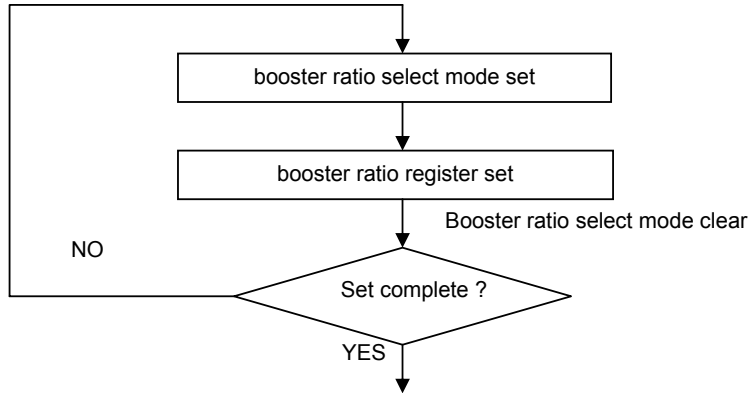 booster ratio select mode set
booster ratio register set
Booster ratio select mode clear
NO
Set complete ?
YES